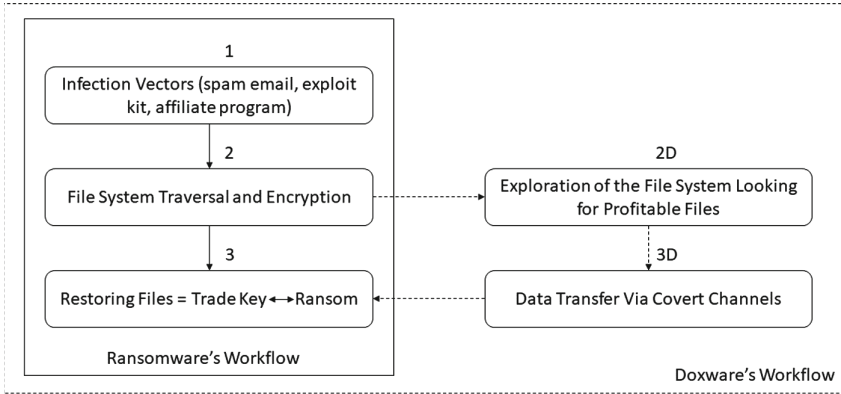 1
Infection Vectors (spam email, exploit
kit, affiliate program)
2
File System Traversal and Encryption
2D
Exploration of the File System Looking
for Profitable Files
3
Restoring Files = Trade Key↔Ransom
3D
Data Transfer Via Covert Channels
Ransomware’s Workflow
Doxware’s Workflow